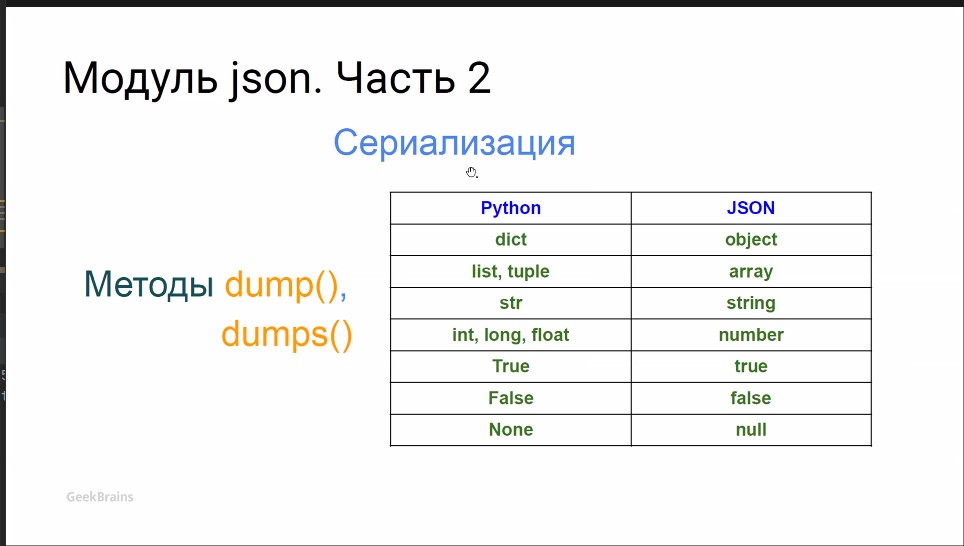 Модуль json. Часть 2
Сериализация
Методы dump(),
dumps()
Python JSON
dict object
list, tuple array
str string
int, long, float number
True true
False false
None null
GeekBrains